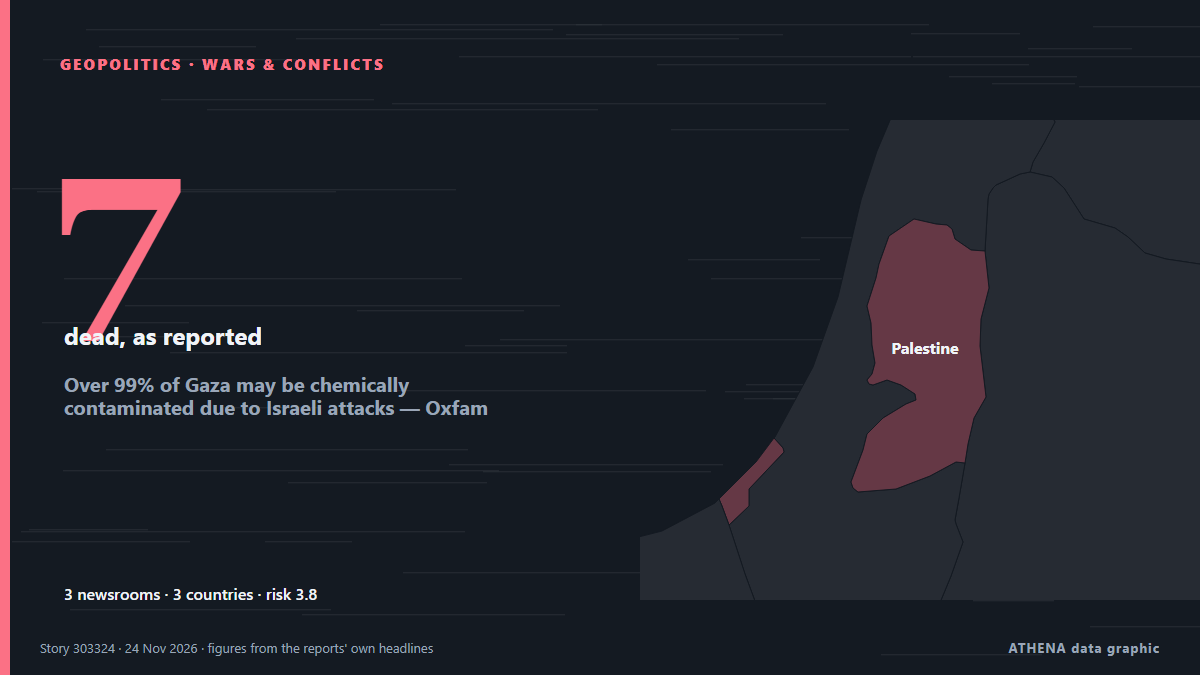 GEOPOLITICS · WARS & CONFLICTS
7
dead, as reported
Over 99% of Gaza may be chemically
contaminated due to Israeli attacks — Oxfam
Palestine
3 newsrooms · 3 countries · risk 3.8
Story 303324 · 24 Nov 2026 · figures from the reports' own headlines
ATHENA data graphic